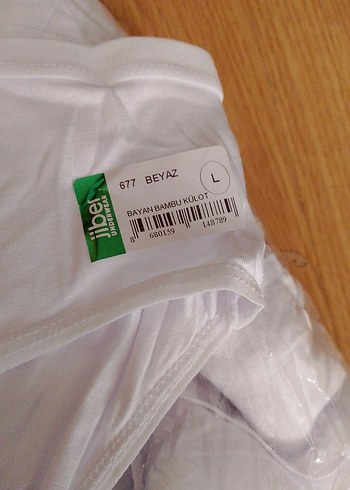 jiber
UNDERWEAR
677 BEYAZ
L
BAYAN BAMBU KÜLOT
8 680159 148789